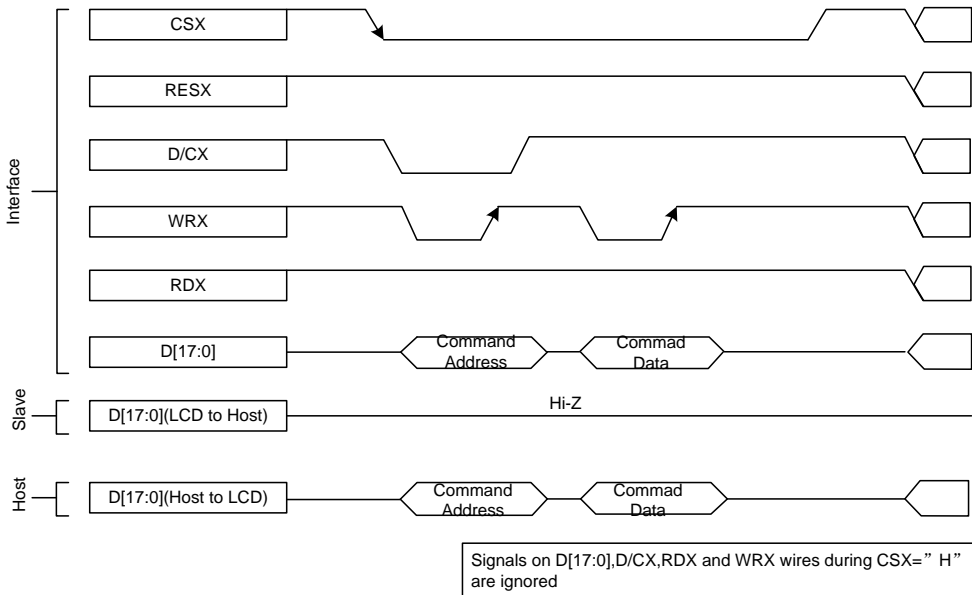 CSX
RESX
D/CX
WRX
RDX
D[17:0]
Interface
Command
Address
Commad
Data
Slave
D[17:0](LCD to Host)
Hi-Z
Host
D[17:0](Host to LCD)
Command
Address
Commad
Data
Signals on D[17:0],D/CX,RDX and WRX wires during CSX=”H”
are ignored